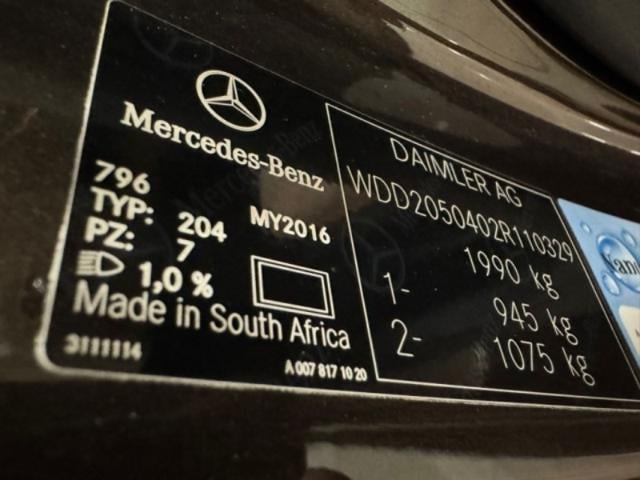 Mercedes-Benz
796
TYP: 204 MY2016
PZ: 7
1,0 %
Made in South Africa
3111114
A 007 817 10 20
DAIMLER AG
WDD2050402R110329
1990 kg
1- 945 kg
2- 1075 kg